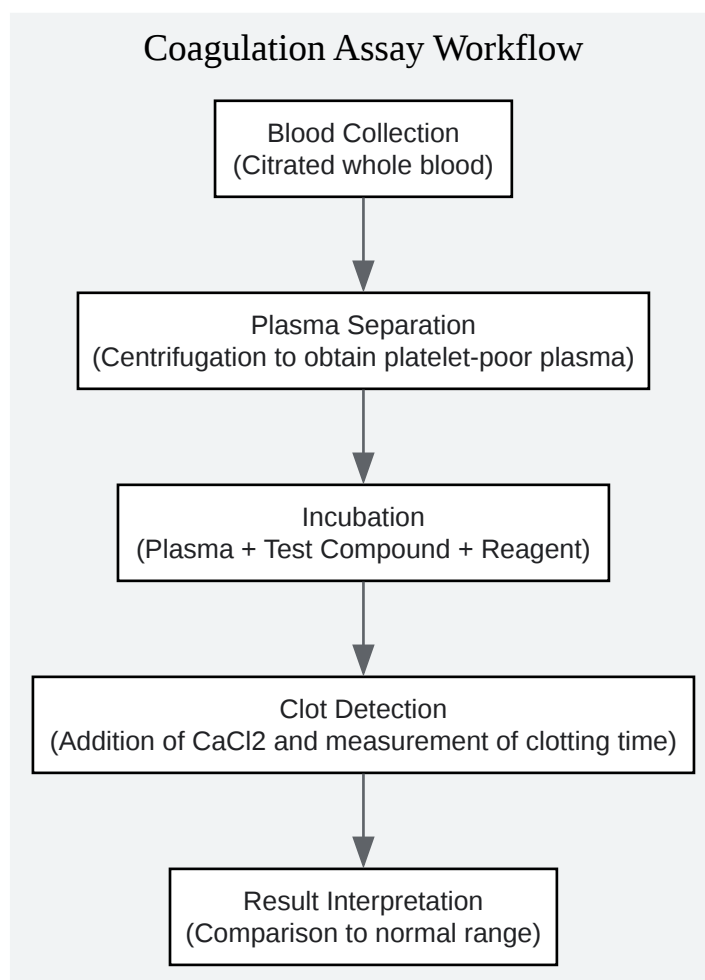 Coagulation Assay Workflow
Blood Collection
(Citrated whole blood)
Plasma Separation
(Centrifugation to obtain platelet-poor plasma)
Incubation
(Plasma + Test Compound + Reagent)
Clot Detection
(Addition of CaCl2 and measurement of clotting time)
Result Interpretation
(Comparison to normal range)